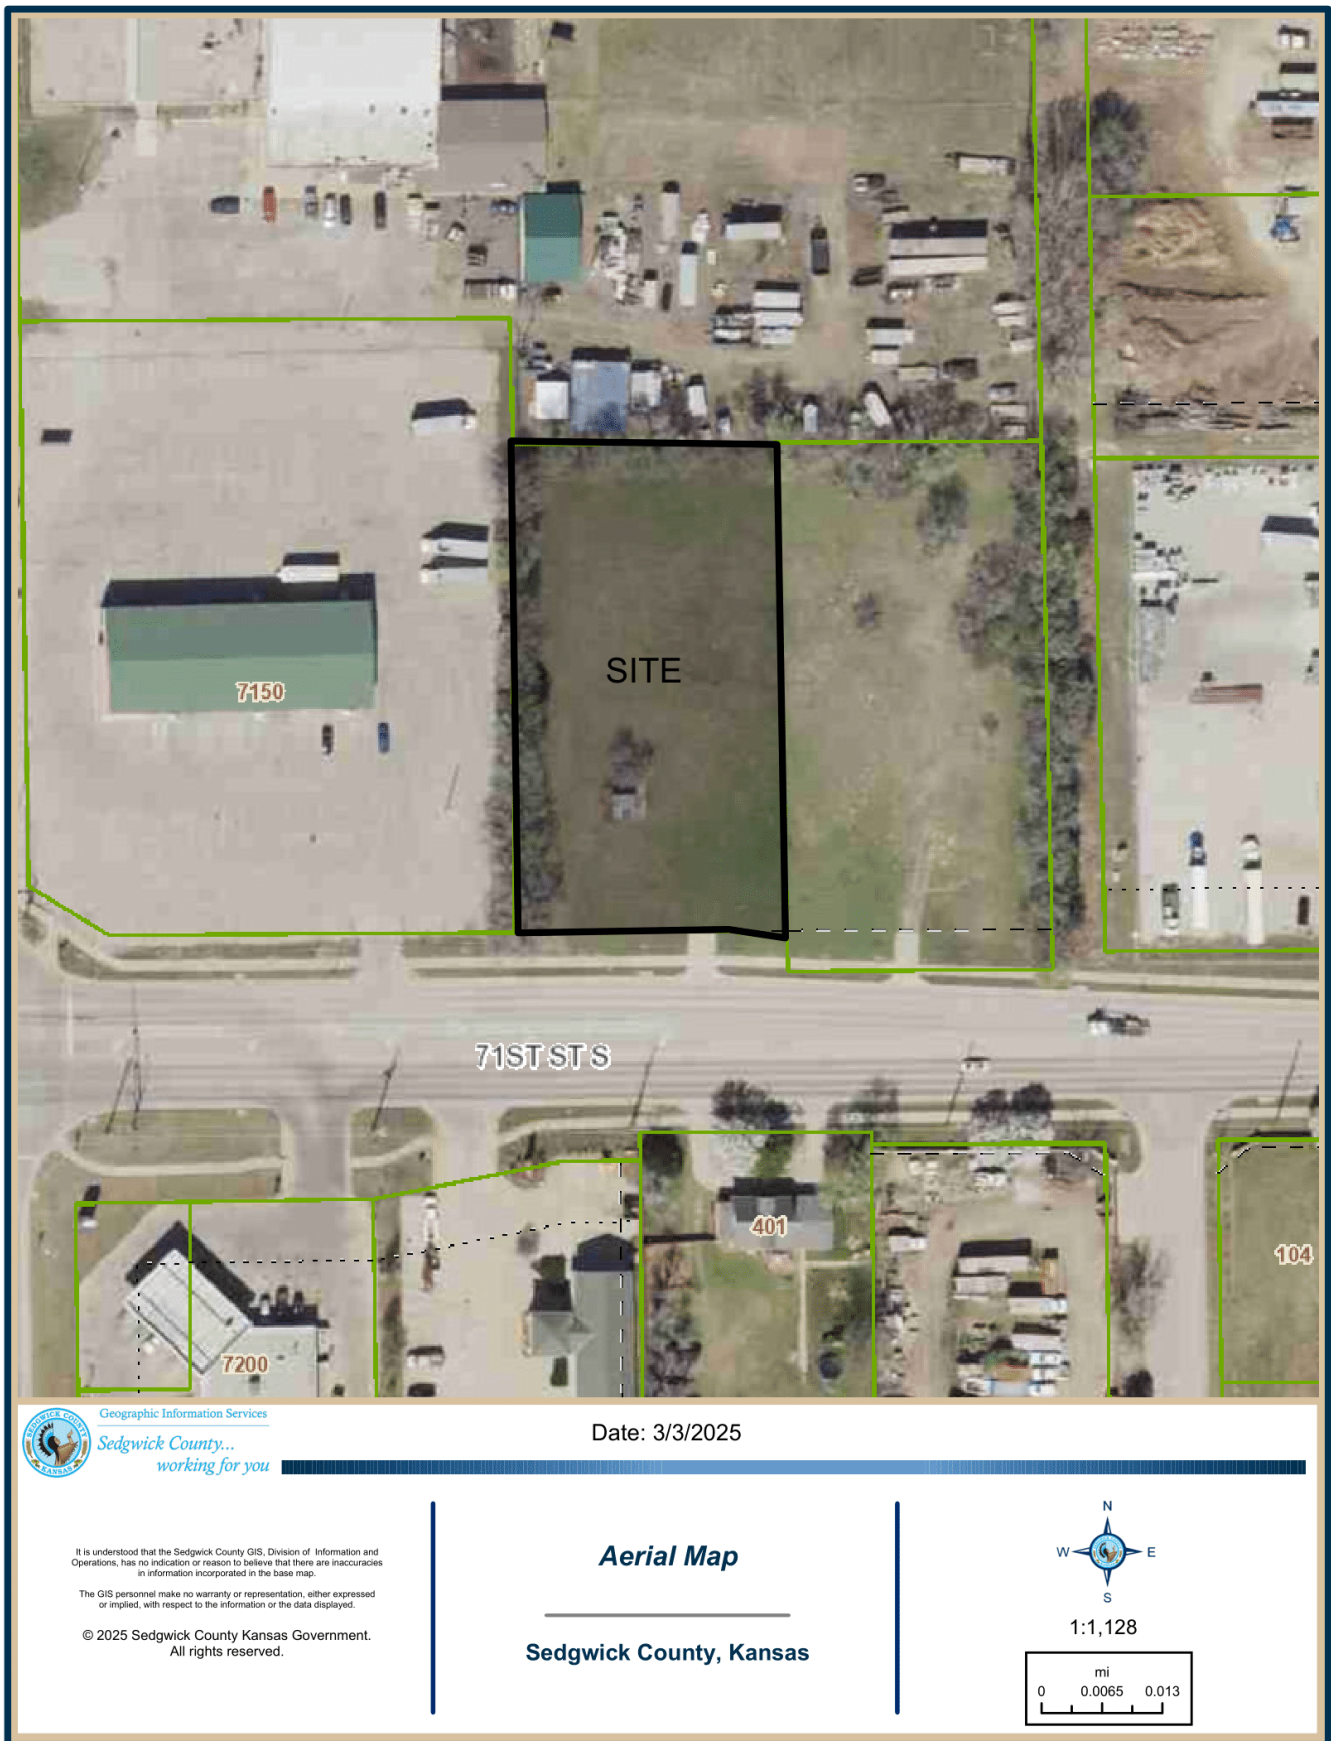 SITE
7150
71ST ST S
401
104
7200
SEDGWICK COUNTY
KANSAS
Geographic Information Services
Sedgwick County...
working for you
Date: 3/3/2025
It is understood that the Sedgwick County GIS, Division of Information and
Operations, has no indication or reason to believe that there are inaccuracies
in information incorporated in the base map.
The GIS personnel make no warranty or representation, either expressed
or implied, with respect to the information or the data displayed.
© 2025 Sedgwick County Kansas Government.
All rights reserved.
Aerial Map
Sedgwick County, Kansas
N
W E
S
1:1,128
mi
0 0.0065 0.013